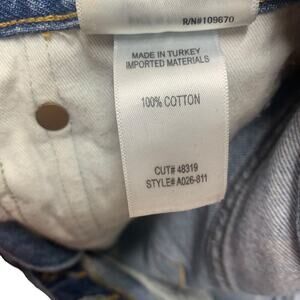 R/N#109670
MADE IN TURKEY
IMPORTED MATERIALS
100% COTTON
CUT# 48319
STYLE# A026-811